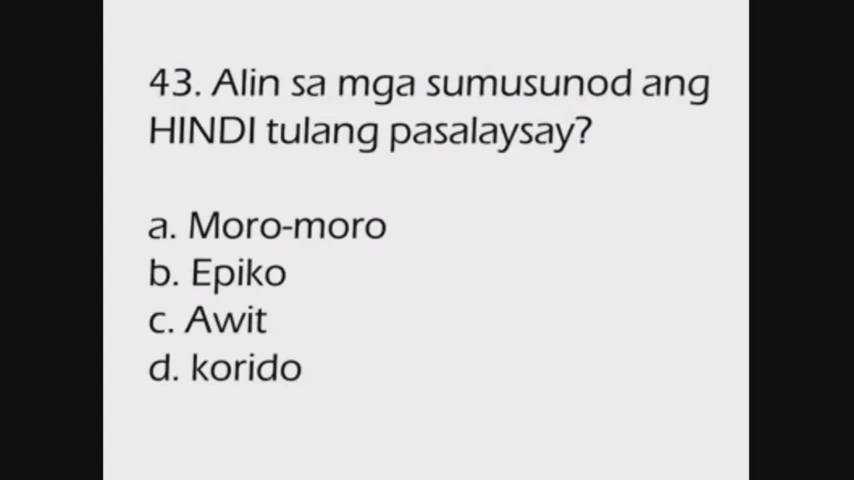 43. Alin sa mga sumusunod ang
HINDI tulang pasalaysay?
a. Moro-moro
b. Epiko
c. Awit
d. korido